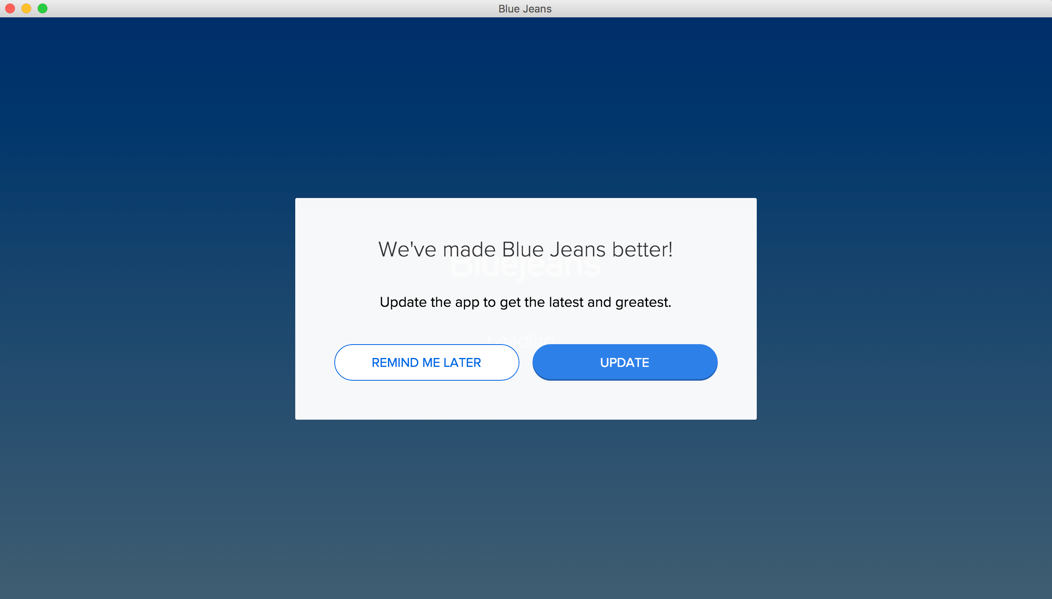 Blue Jeans
We've made Blue Jeans better!
Bluejeans
Update the app to get the latest and greatest.
REMIND ME LATER
UPDATE